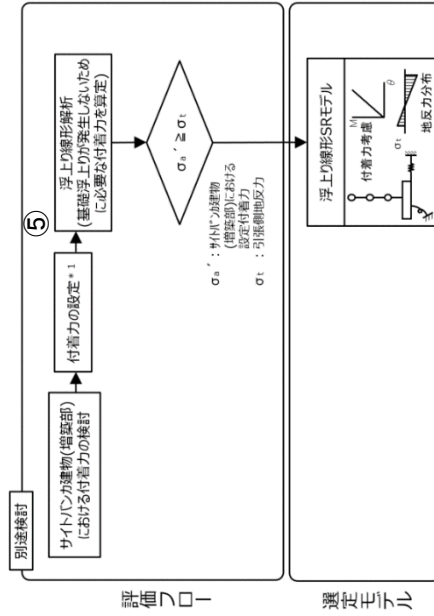 別途検討
評価フロー
サイトバンカ建物(増築部)
における付着力の検討
付着力の設定*1
⑤
浮上り線形解析
(基礎浮上りが発生しないため
に必要な付着力を算定)
σa´≧σt
σa´：サイトバンカ建物
(増築部)における
設定付着力
σt：引張側地反力
選定モデル
浮上り線形SRモデル
付着力考慮
M
θ
σt
地反力分布